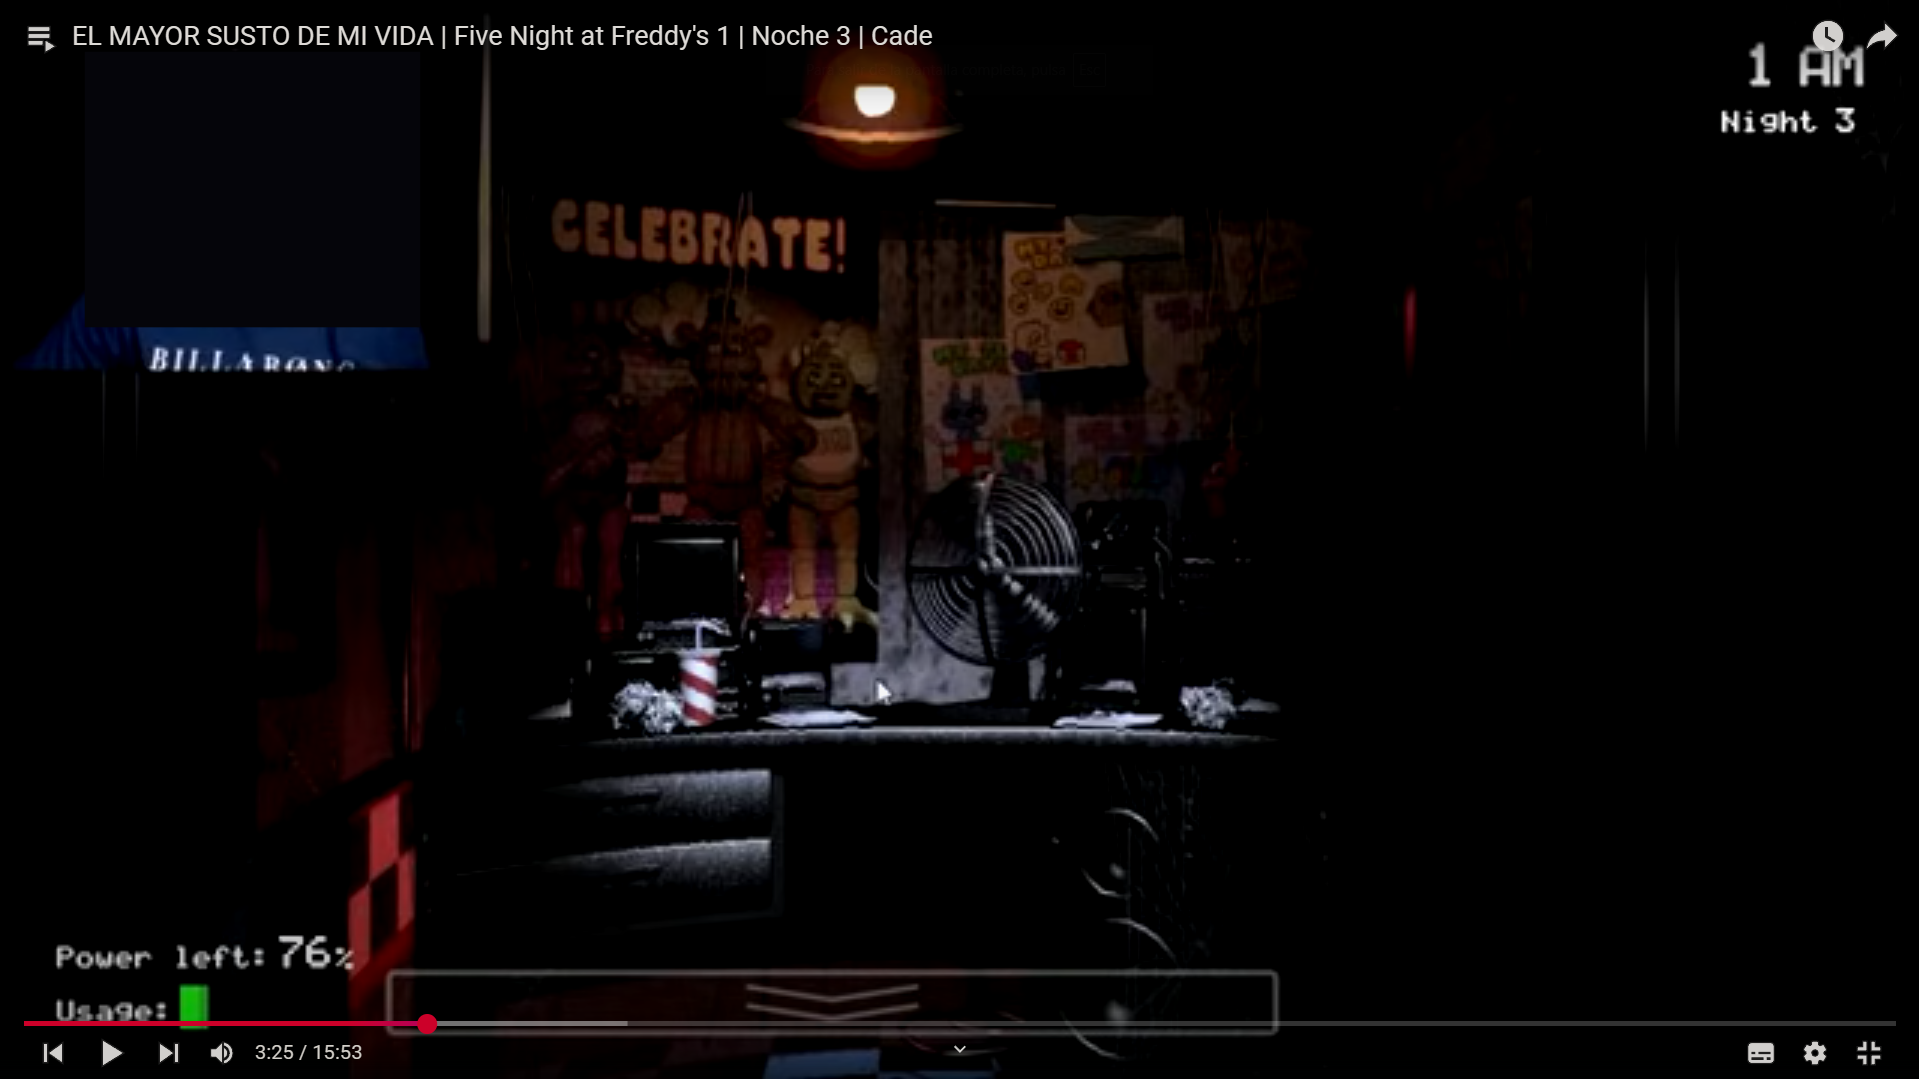 EL MAYOR SUSTO DE MI VIDA | Five Night at Freddy's 1 | Noche 3 | Cade
1 AM
Night 3
CELEBRATE!
BILLABONG
Power left: 76%
Usage:
3:25 / 15:53